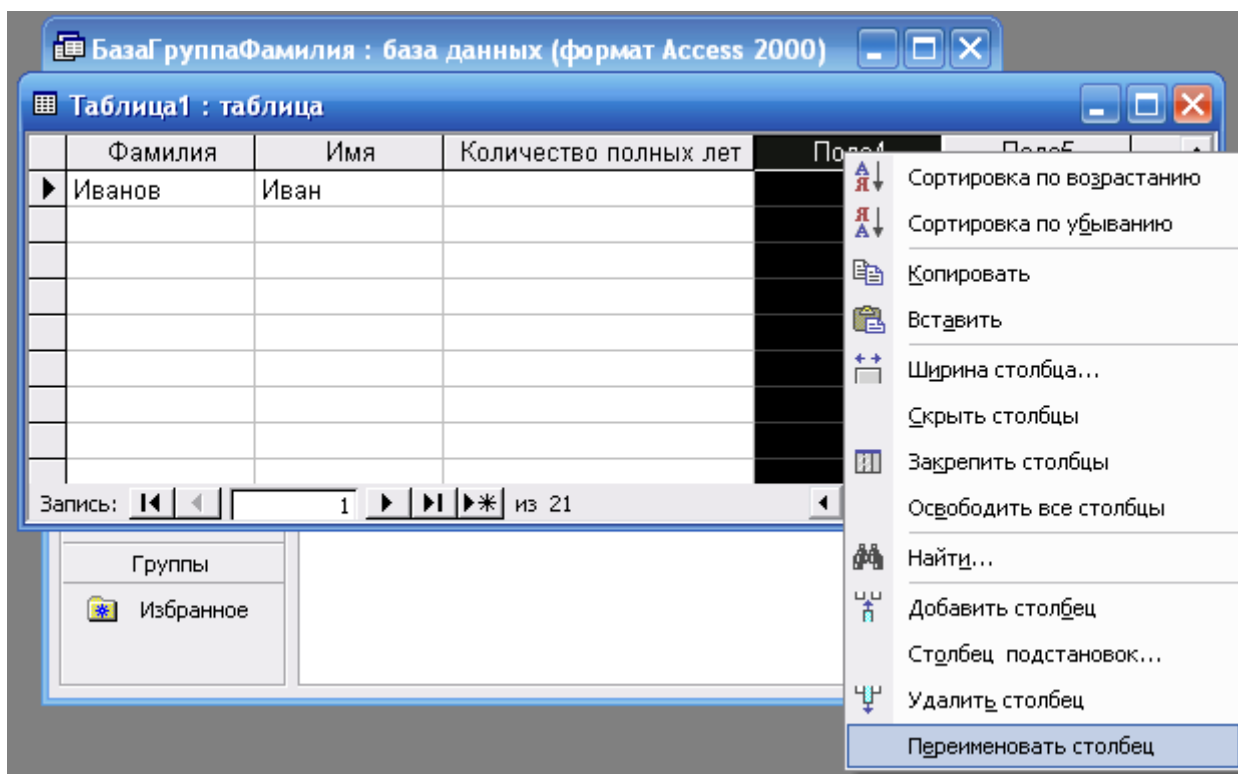 БазаГруппаФамилия : база данных (формат Access 2000)
Таблица1 : таблица
Фамилия Имя Количество полных лет Поле4 Поле5
Иванов Иван
Запись: 1 из 21
Группы
Избранное
Сортировка по возрастанию
Сортировка по убыванию
Копировать
Вставить
Ширина столбца...
Скрыть столбцы
Закрепить столбцы
Освободить все столбцы
Найти...
Добавить столбец
Столбец подстановок...
Удалить столбец
Переименовать столбец